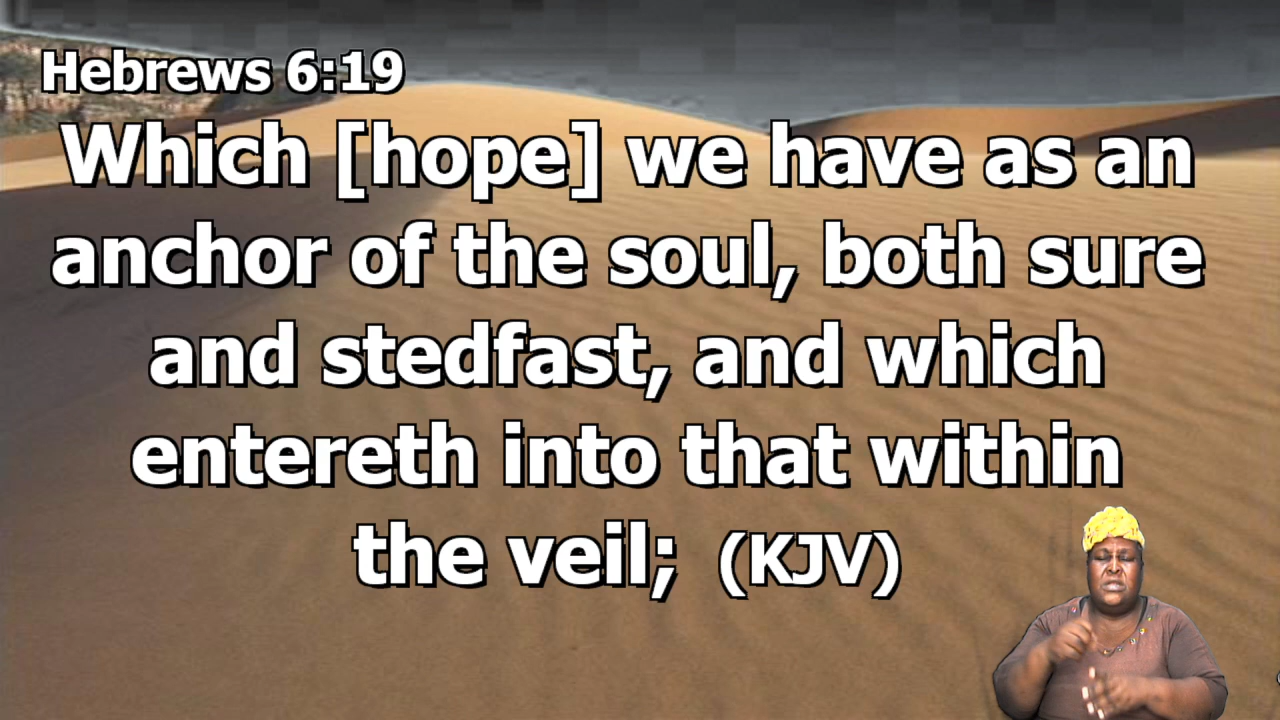 Hebrews 6:19
Which [hope] we have as an
anchor of the soul, both sure
and stedfast, and which
entereth into that within
the veil; (KJV)